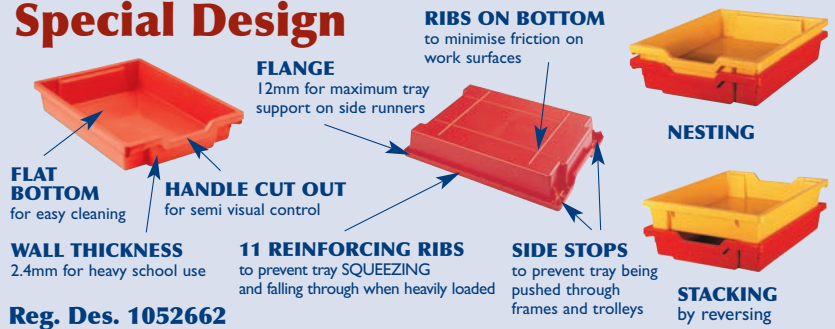 Special Design
FLAT
BOTTOM
for easy cleaning
WALL THICKNESS
2.4mm for heavy school use
HANDLE CUT OUT
for semi visual control
FLANGE
12mm for maximum tray
support on side runners
RIBS ON BOTTOM
to minimise friction on
work surfaces
11 REINFORCING RIBS
to prevent tray SQUEEZING
and falling through when heavily loaded
SIDE STOPS
to prevent tray being
pushed through
frames and trolleys
NESTING
STACKING
by reversing
Reg. Des. 1052662